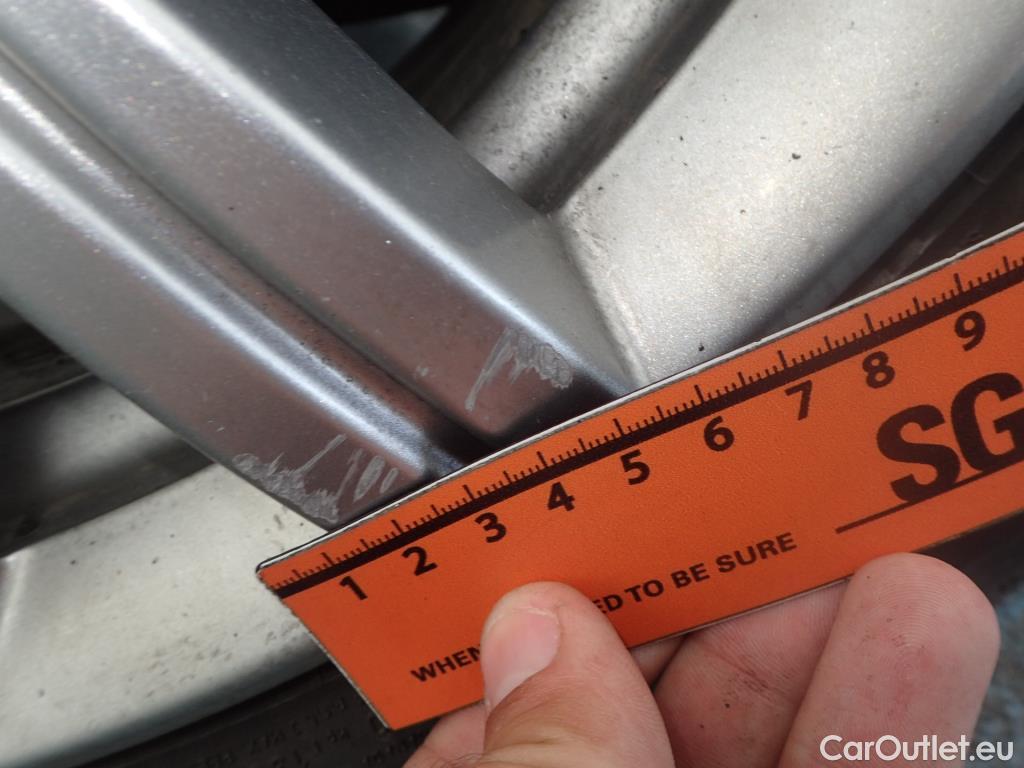 1 2 3 4 5 6 7 8 9
SG
WHEN ED TO BE SURE
CarOutlet.eu